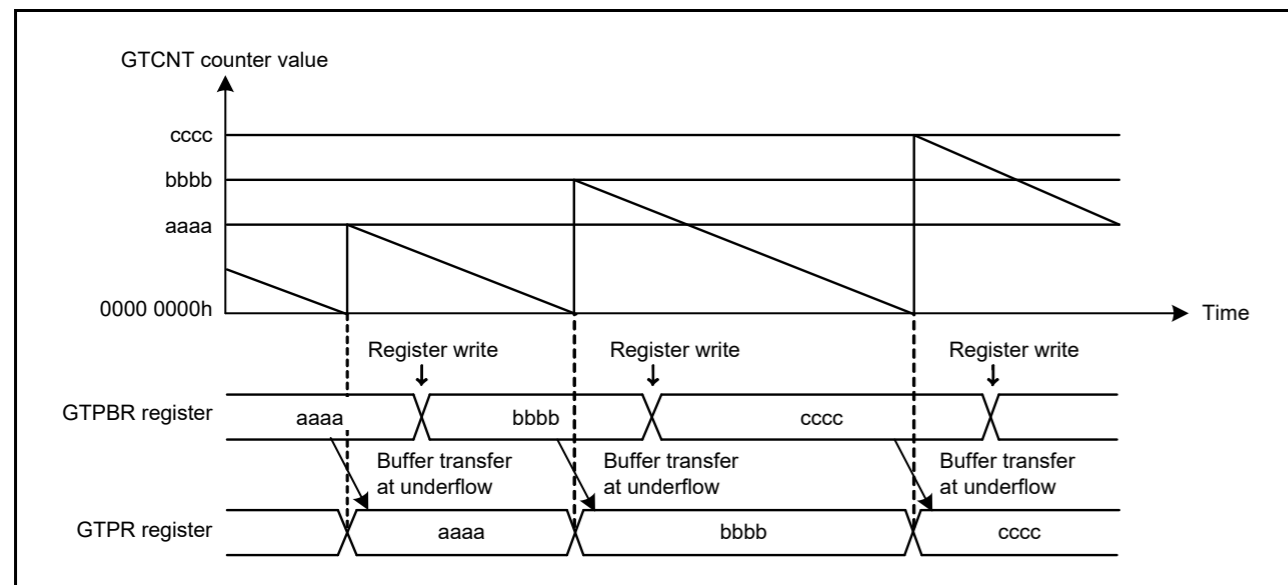 GTCNT counter value
cccc
bbbb
aaaa
0000 0000h
Time
Register write
Register write
Register write
GTPBR register
aaaa
bbbb
cccc
Buffer transfer
at underflow
Buffer transfer
at underflow
Buffer transfer
at underflow
GTPR register
aaaa
bbbb
cccc